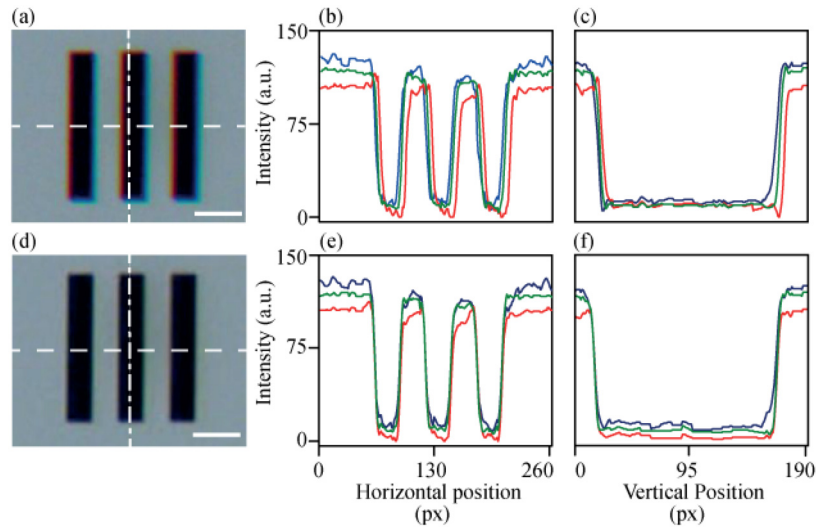 (a)
(b)
(c)
150
75
0
Intensity (a.u.)
(d)
(e)
(f)
150
75
0
Intensity (a.u.)
0 130 260
0 95 190
Horizontal position
(px)
Vertical Position
(px)